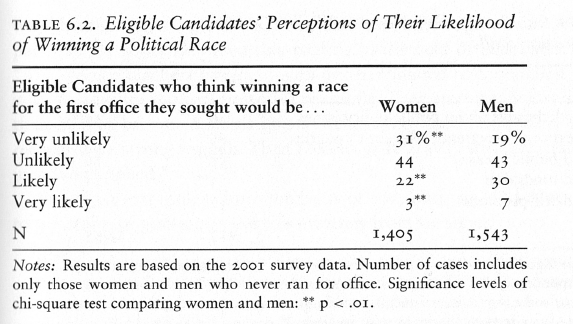 TABLE 6.2. Eligible Candidates' Perceptions of Their Likelihood
of Winning a Political Race
Eligible Candidates who think winning a race
for the first office they sought would be... Women Men
Very unlikely 31%** 19%
Unlikely 44 43
Likely 22** 30
Very likely 3** 7
N 1,405 1,543
Notes: Results are based on the 2001 survey data. Number of cases includes
only those women and men who never ran for office. Significance levels of
chi-square test comparing women and men: ** p < .01.